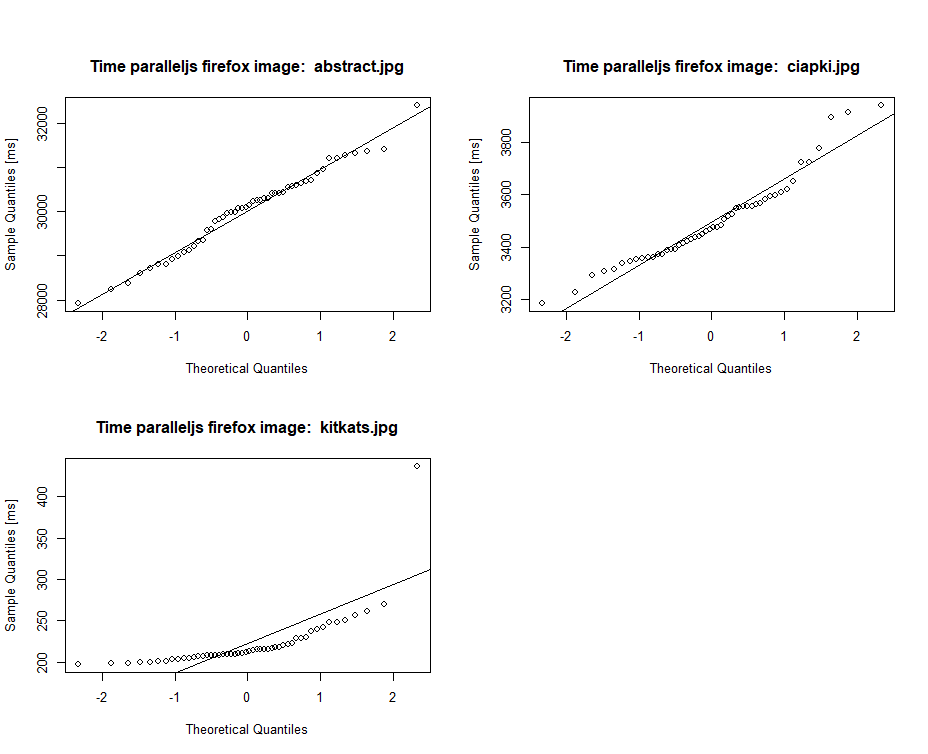 Time paralleljs firefox image: abstract.jpg
Sample Quantiles [ms]
32000
30000
28000
-2 -1 0 1 2
Theoretical Quantiles
Time paralleljs firefox image: ciapki.jpg
Sample Quantiles [ms]
3800
3600
3400
3200
-2 -1 0 1 2
Theoretical Quantiles
Time paralleljs firefox image: kitkats.jpg
Sample Quantiles [ms]
400
350
300
250
200
-2 -1 0 1 2
Theoretical Quantiles